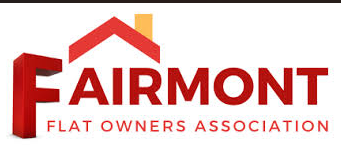 FAIRMONT
FLAT OWNERS ASSOCIATION